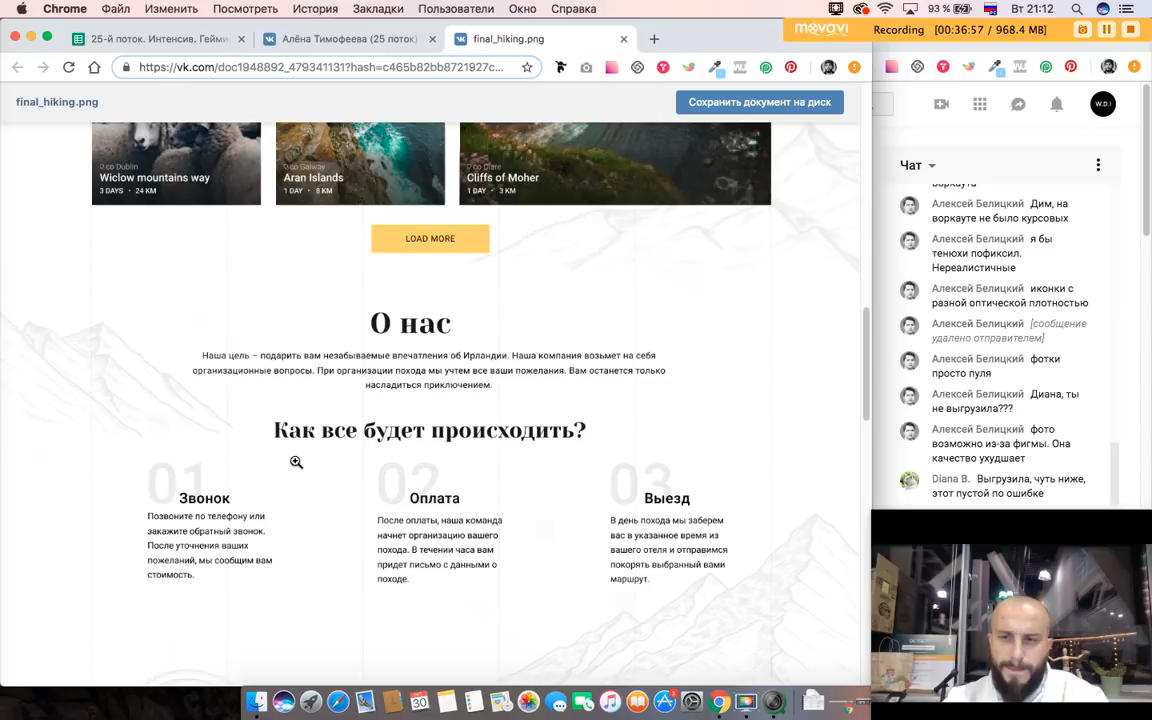 Chrome Файл Изменить Посмотреть История Закладки Пользователи Окно Справка
93 % Вт 21:12
25-й поток. Интенсив. Гейми
Алёна Тимофеева (25 поток)
final_hiking.png
movavi
Recording [00:36:57 / 968.4 MB]
https://vk.com/doc1948892_479341131?hash=c465b82bb8721927c...
final_hiking.png
Сохранить документ на диск
W.D.I
co Dublin
Wiclow mountains way
3 DAYS • 24 KM
co Galway
Aran Islands
1 DAY • 8 KM
co Clare
Cliffs of Moher
1 DAY • 3 KM
LOAD MORE
О нас
Наша цель – подарить вам незабываемые впечатления об Ирландии. Наша компания возьмет на себя
организационные вопросы. При организации похода мы учтем все ваши пожелания. Вам останется только
насладиться приключением.
Как все будет происходить?
01
Звонок
Позвоните по телефону или
закажите обратный звонок.
После уточнения ваших
пожеланий, мы сообщим вам
стоимость.
02
Оплата
После оплаты, наша команда
начнет организацию вашего
похода. В течении часа вам
придет письмо с данными о
походе.
03
Выезд
В день похода мы заберем
вас в указанное время из
вашего отеля и отправимся
покорять выбранный вами
маршрут.
Чат
воркаута
Алексей Белицкий Дим, на
воркауте не было курсовых
Алексей Белицкий я бы
тенюхи пофиксил.
Нереалистичные
Алексей Белицкий иконки с
разной оптической плотностью
Алексей Белицкий [сообщение
удалено отправителем]
Алексей Белицкий фотки
просто пуля
Алексей Белицкий Диана, ты
не выгрузила???
Алексей Белицкий фото
возможно из-за фигмы. Она
качество ухудшает
Diana B. Выгрузила, чуть ниже,
этот пустой по ошибке
30